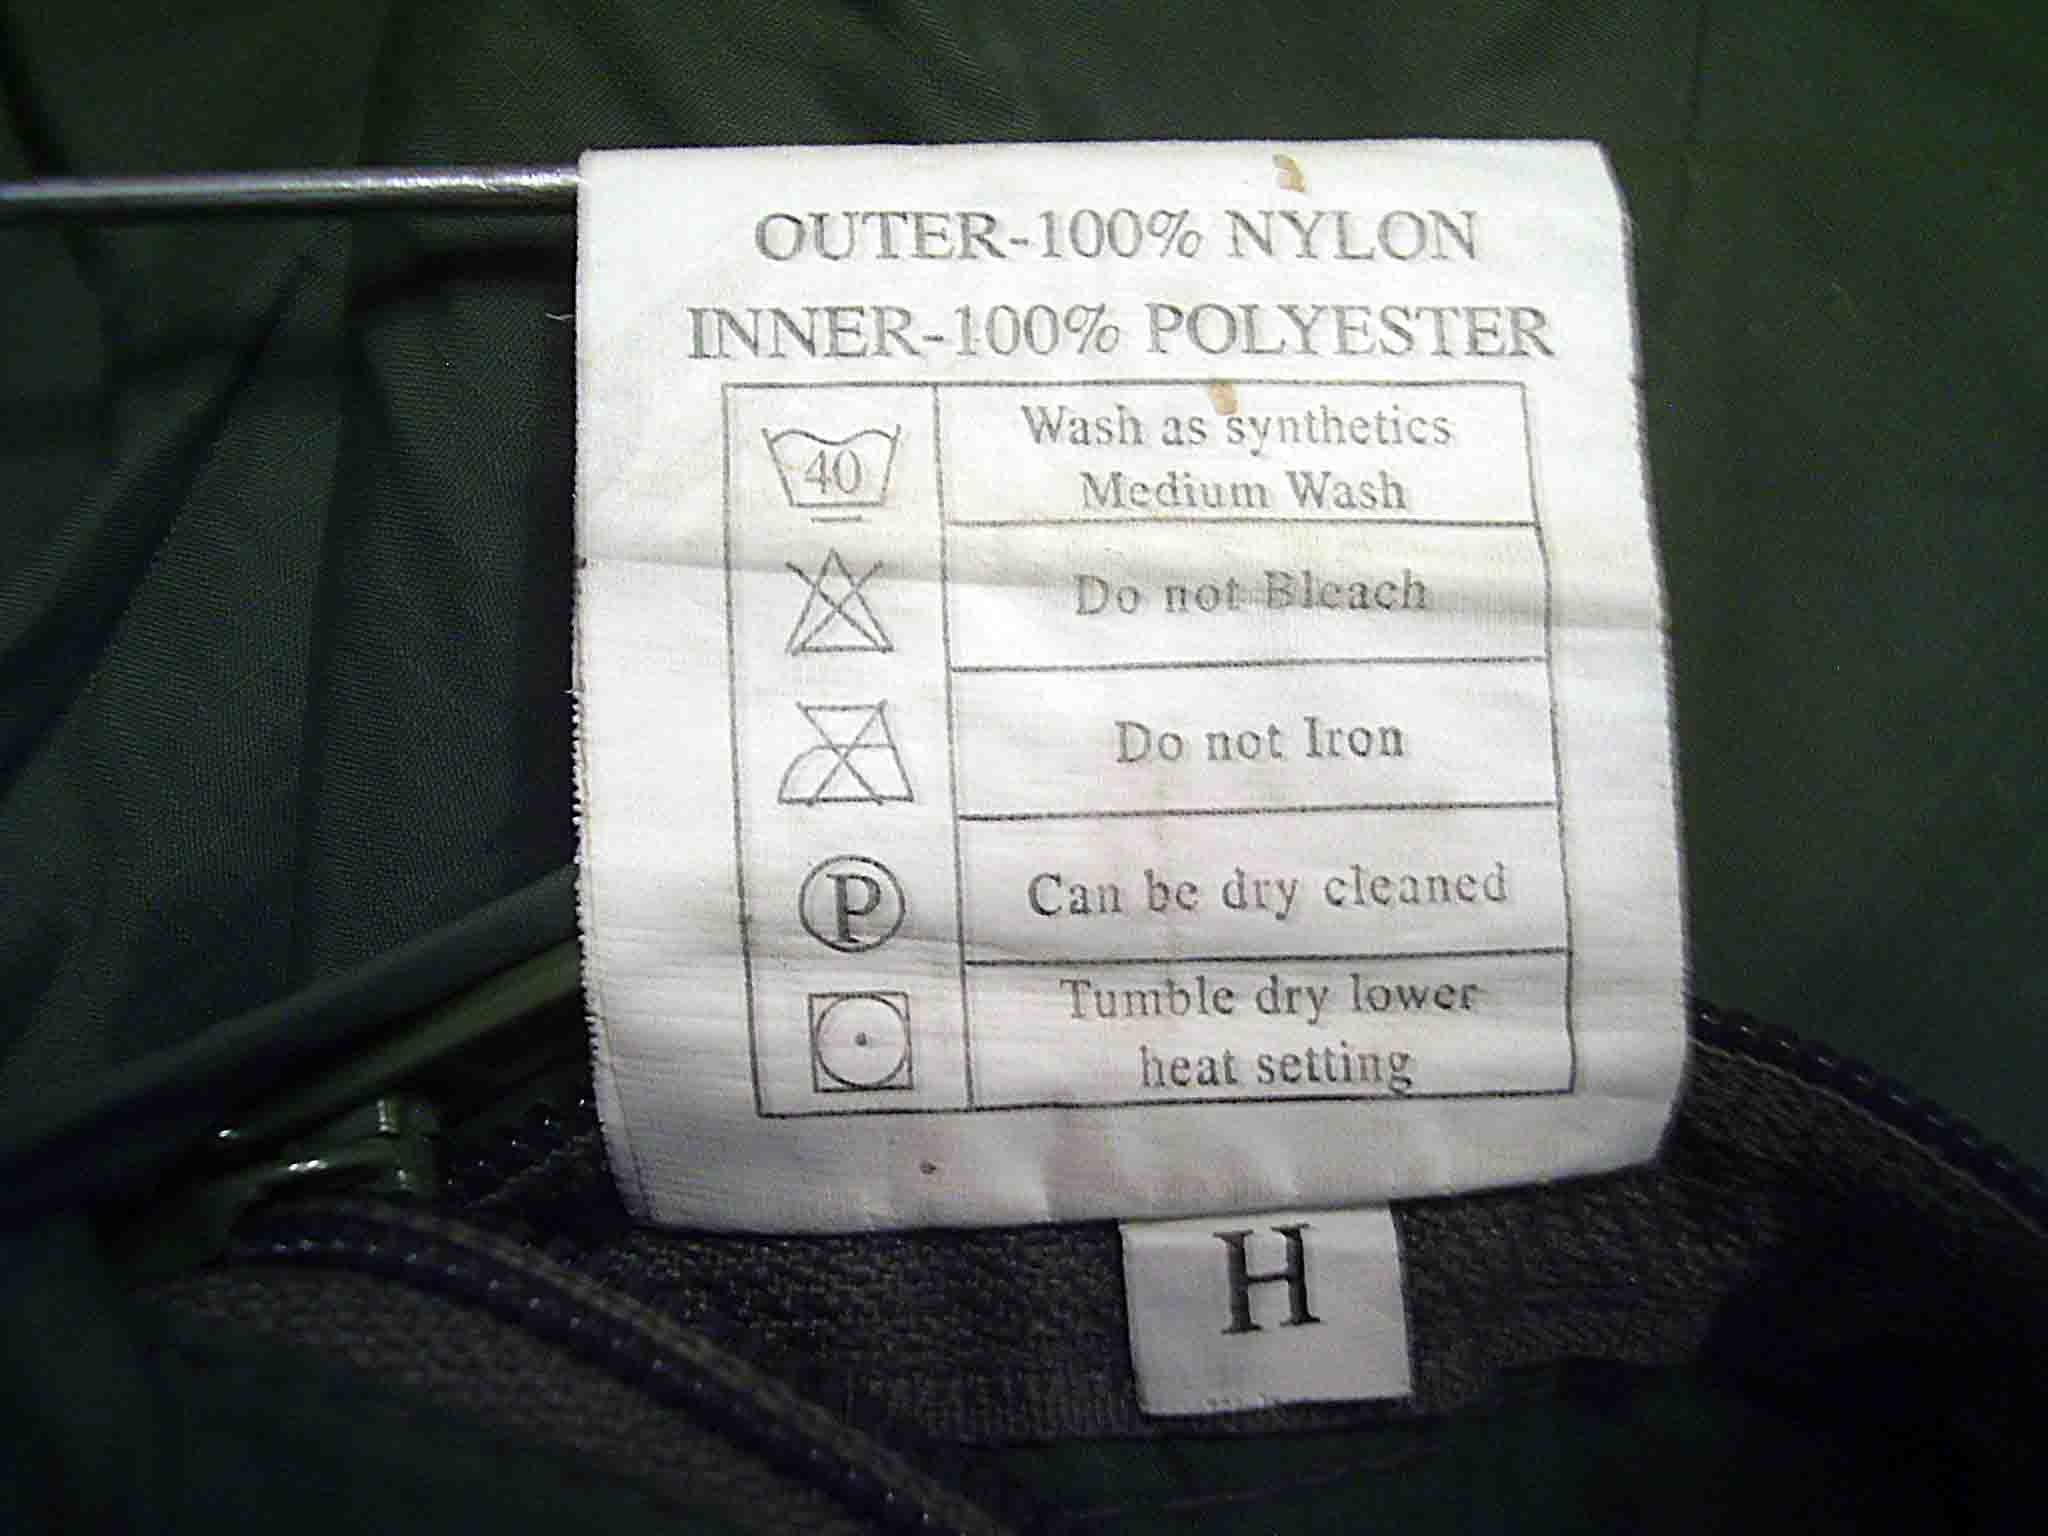 OUTER-100% NYLON
INNER-100% POLYESTER
40
Wash as synthetics
Medium Wash
Do not Bleach
Do not Iron
P
Can be dry cleaned
Tumble dry lower
heat setting
H